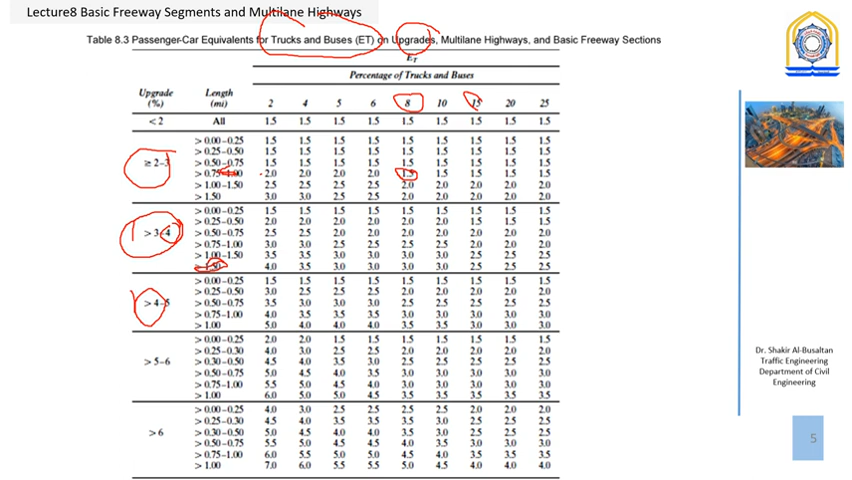 Lecture8 Basic Freeway Segments and Multilane Highways
Table 8.3 Passenger-Car Equivalents for Trucks and Buses (ET) on Upgrades, Multilane Highways, and Basic Freeway Sections
ET
Percentage of Trucks and Buses
Upgrade (%) Length (mi) 2 4 5 6 8 10 15 20 25
<2 All 1.5 1.5 1.5 1.5 1.5 1.5 1.5 1.5 1.5
≥2-3
>0.00-0.25 1.5 1.5 1.5 1.5 1.5 1.5 1.5 1.5 1.5
>0.25-0.50 1.5 1.5 1.5 1.5 1.5 1.5 1.5 1.5 1.5
>0.50-0.75 1.5 1.5 1.5 1.5 1.5 1.5 1.5 1.5 1.5
>0.75-1.00 2.0 2.0 2.0 2.0 1.5 1.5 1.5 1.5 1.5
>1.00-1.50 2.5 2.5 2.5 2.5 2.0 2.0 2.0 2.0 2.0
>1.50 3.0 3.0 2.5 2.5 2.0 2.0 2.0 2.0 2.0
>3-4
>0.00-0.25 1.5 1.5 1.5 1.5 1.5 1.5 1.5 1.5 1.5
>0.25-0.50 2.0 2.0 2.0 2.0 2.0 2.0 1.5 1.5 1.5
>0.50-0.75 2.5 2.5 2.0 2.0 2.0 2.0 2.0 2.0 2.0
>0.75-1.00 3.0 3.0 2.5 2.5 2.5 2.5 2.0 2.0 2.0
>1.00-1.50 3.5 3.5 3.0 3.0 3.0 3.0 2.5 2.5 2.5
4.0 3.5 3.0 3.0 3.0 3.0 2.5 2.5 2.5
>4-5
>0.00-0.25 1.5 1.5 1.5 1.5 1.5 1.5 1.5 1.5 1.5
>0.25-0.50 3.0 2.5 2.5 2.5 2.0 2.0 2.0 2.0 2.0
>0.50-0.75 3.5 3.0 3.0 3.0 2.5 2.5 2.5 2.5 2.5
>0.75-1.00 4.0 3.5 3.5 3.5 3.0 3.0 3.0 3.0 3.0
>1.00 5.0 4.0 4.0 4.0 3.5 3.5 3.0 3.0 3.0
>5-6
>0.00-0.25 2.0 2.0 1.5 1.5 1.5 1.5 1.5 1.5 1.5
>0.25-0.30 4.0 3.0 2.5 2.5 2.0 2.0 2.0 2.0 2.0
>0.30-0.50 4.5 4.0 3.5 3.0 2.5 2.5 2.5 2.5 2.5
>0.50-0.75 5.0 4.5 4.0 3.5 3.0 3.0 3.0 3.0 3.0
>0.75-1.00 5.5 5.0 4.5 4.0 3.0 3.0 3.0 3.0 3.0
>1.00 6.0 5.0 5.0 4.5 3.5 3.5 3.5 3.5 3.5
>6
>0.00-0.25 4.0 3.0 2.5 2.5 2.5 2.5 2.0 2.0 2.0
>0.25-0.30 4.5 4.0 3.5 3.5 3.5 3.0 2.5 2.5 2.5
>0.30-0.50 5.0 4.5 4.0 4.0 3.5 3.0 2.5 2.5 2.5
>0.50-0.75 5.5 5.0 4.5 4.5 4.0 3.5 3.0 3.0 3.0
>0.75-1.00 6.0 5.5 5.0 5.0 4.5 4.0 3.5 3.5 3.5
>1.00 7.0 6.0 5.5 5.5 5.0 4.5 4.0 4.0 4.0
Dr. Shakir Al-Busaltan
Traffic Engineering
Department of Civil
Engineering
5